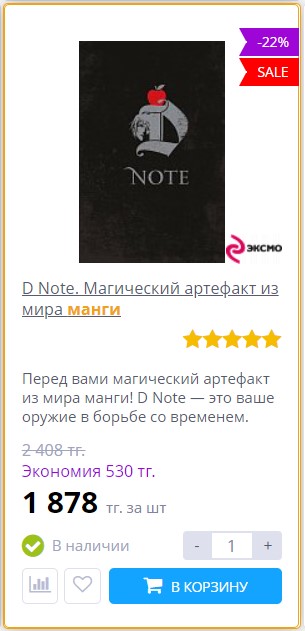 -22%
SALE
D
NOTE
эксмо
D Note. Магический артефакт из
мира манги
Перед вами магический артефакт
из мира манги! D Note — это ваше
оружие в борьбе со временем.
2 408 тг.
Экономия 530 тг.
1 878 тг. за шт
В наличии
- 1 +
В КОРЗИНУ